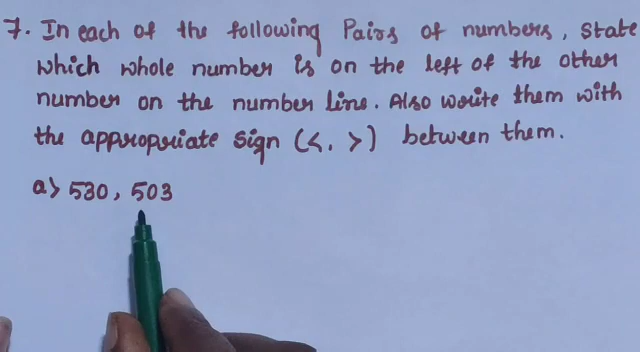 7. In each of the following Pairs of numbers, state
which whole number is on the left of the other
number on the number line. Also write them with
the appropriate sign (<, >) between them.
a) 530, 503